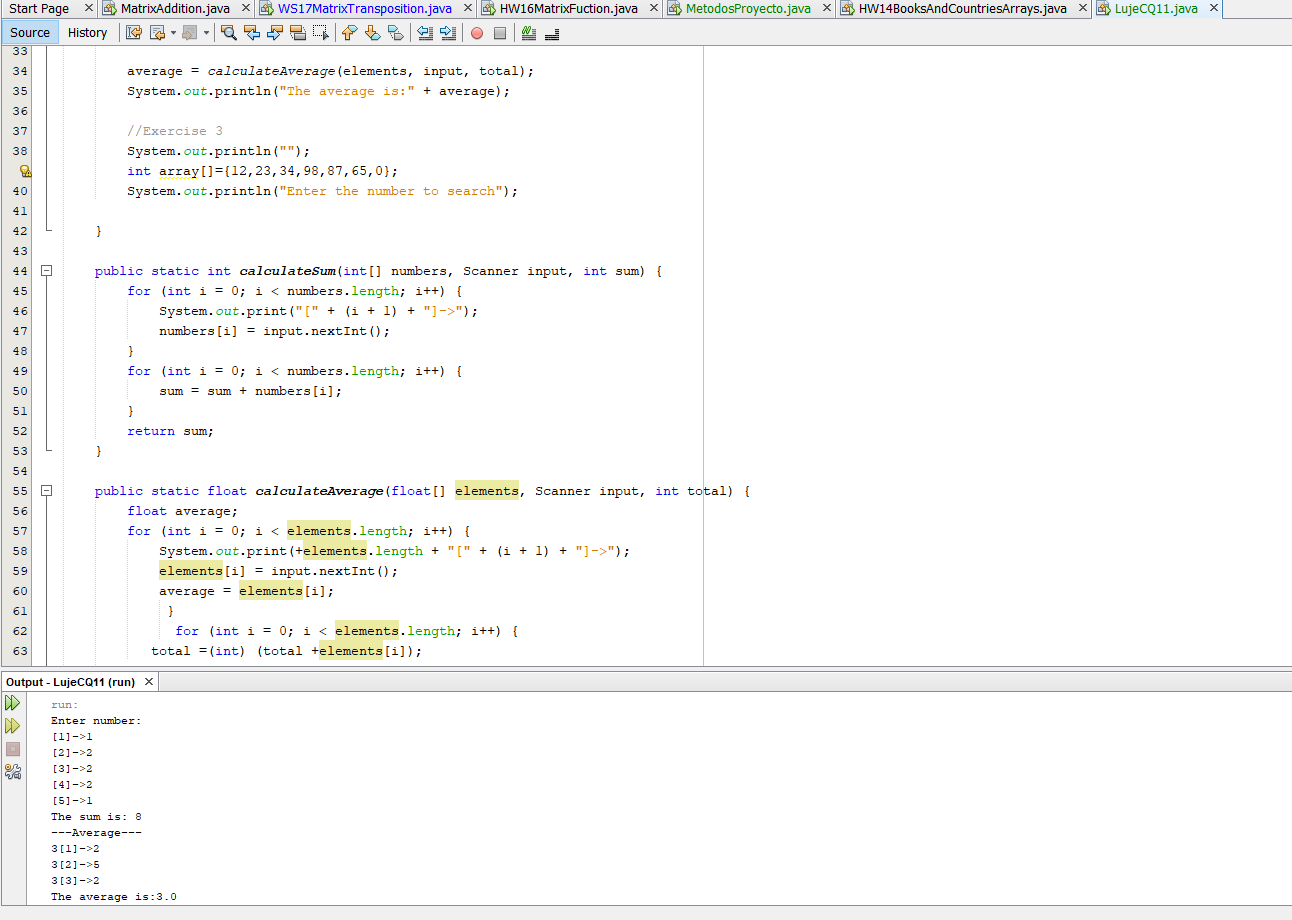 Start Page MatrixAddition.java WS17MatrixTransposition.java HW16MatrixFuction.java MetodosProyecto.java HW14BooksAndCountriesArrays.java LujeCQ11.java
Source History
33
34 average = calculateAverage(elements, input, total);
35 System.out.println("The average is:" + average);
36
37 //Exercise 3
38 System.out.println("");
int array[]={12,23,34,98,87,65,0};
40 System.out.println("Enter the number to search");
41
42 }
43
44 public static int calculateSum(int[] numbers, Scanner input, int sum) {
45 for (int i = 0; i < numbers.length; i++) {
46 System.out.print("[" + (i + 1) + "]->");
47 numbers[i] = input.nextInt();
48 }
49 for (int i = 0; i < numbers.length; i++) {
50 sum = sum + numbers[i];
51 }
52 return sum;
53 }
54
55 public static float calculateAverage(float[] elements, Scanner input, int total) {
56 float average;
57 for (int i = 0; i < elements.length; i++) {
58 System.out.print(+elements.length + "[" + (i + 1) + "]->");
59 elements[i] = input.nextInt();
60 average = elements[i];
61 }
62 for (int i = 0; i < elements.length; i++) {
63 total =(int) (total +elements[i]);
Output - LujeCQ11 (run)
run:
Enter number:
[1]->1
[2]->2
[3]->2
[4]->2
[5]->1
The sum is: 8
---Average---
3[1]->2
3[2]->5
3[3]->2
The average is:3.0